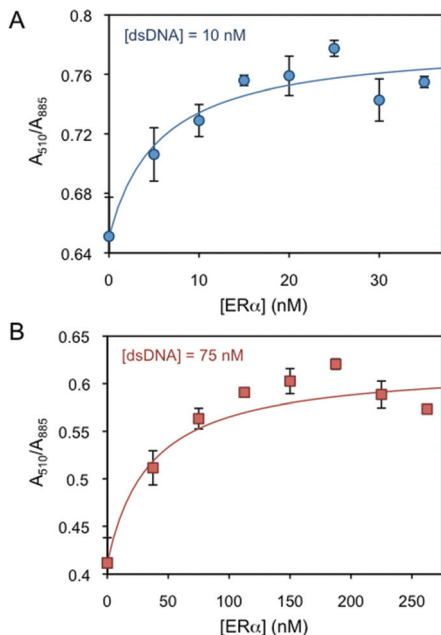 A
[dsDNA] = 10 nM
0.8
0.76
0.72
0.68
0.64
A510/A885
0 10 20 30
[ERα] (nM)
B
[dsDNA] = 75 nM
0.65
0.6
0.55
0.5
0.45
0.4
A510/A885
0 50 100 150 200 250
[ERα] (nM)